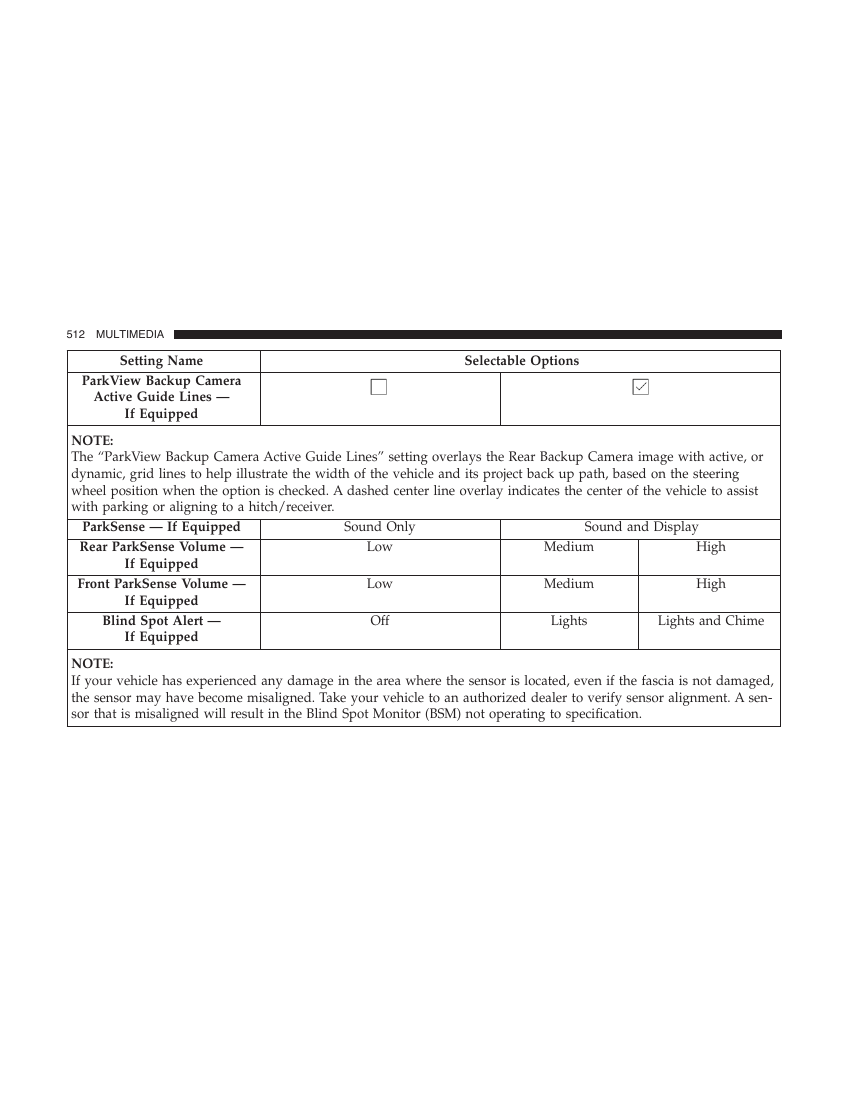 512 MULTIMEDIA
Setting Name Selectable Options
ParkView Backup Camera
Active Guide Lines —
If Equipped
NOTE:
The “ParkView Backup Camera Active Guide Lines” setting overlays the Rear Backup Camera image with active, or
dynamic, grid lines to help illustrate the width of the vehicle and its project back up path, based on the steering
wheel position when the option is checked. A dashed center line overlay indicates the center of the vehicle to assist
with parking or aligning to a hitch/receiver.
ParkSense — If Equipped Sound Only Sound and Display
Rear ParkSense Volume — Low Medium High
If Equipped
Front ParkSense Volume — Low Medium High
If Equipped
Blind Spot Alert — Off Lights Lights and Chime
If Equipped
NOTE:
If your vehicle has experienced any damage in the area where the sensor is located, even if the fascia is not damaged,
the sensor may have become misaligned. Take your vehicle to an authorized dealer to verify sensor alignment. A sen-
sor that is misaligned will result in the Blind Spot Monitor (BSM) not operating to specification.